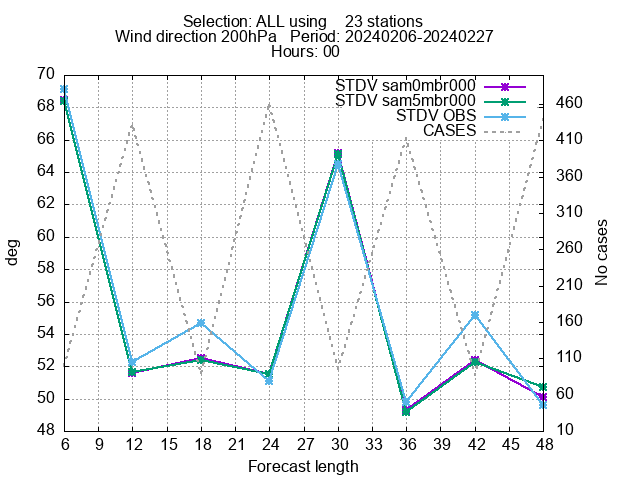 Selection: ALL using    23 stations
Wind direction 200hPa   Period: 20240206-20240227
Hours: 00
STDV sam0mbr000
STDV sam5mbr000
STDV OBS
CASES
deg
70
68
66
64
62
60
58
56
54
52
50
48
460
410
360
310
260
210
160
110
60
10
No cases
6 9 12 15 18 21 24 27 30 33 36 39 42 45 48
Forecast length